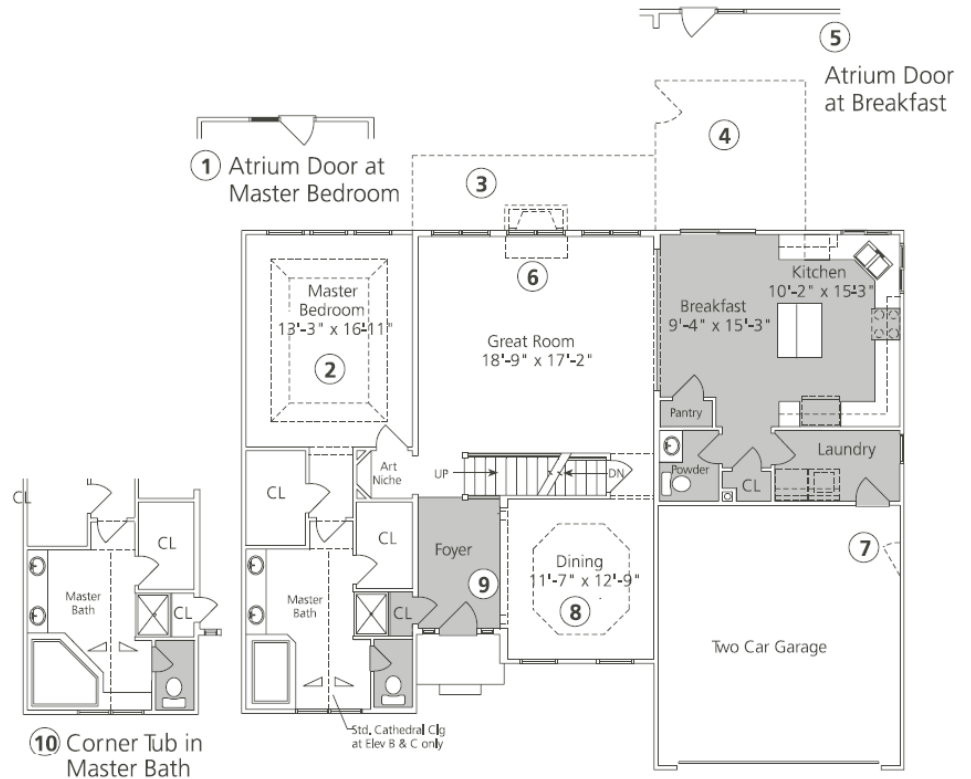 5
Atrium Door
at Breakfast
4
1 Atrium Door at
Master Bedroom
3
6
Master
Bedroom
13'-3" x 16'-11"
2
Great Room
18'-9" x 17'-2"
Kitchen
10'-2" x 15'-3"
Breakfast
9'-4" x 15'-3"
Pantry
Laundry
Powder
CL
Art
Niche
UP
DN
CL
CL
CL
CL
Foyer
9
Dining
11'-7" x 12'-9"
8
7
Master
Bath
CL
Master
Bath
CL
CL
Two Car Garage
Std. Cathedral Clg
at Elev B & C only
10 Corner Tub in
Master Bath